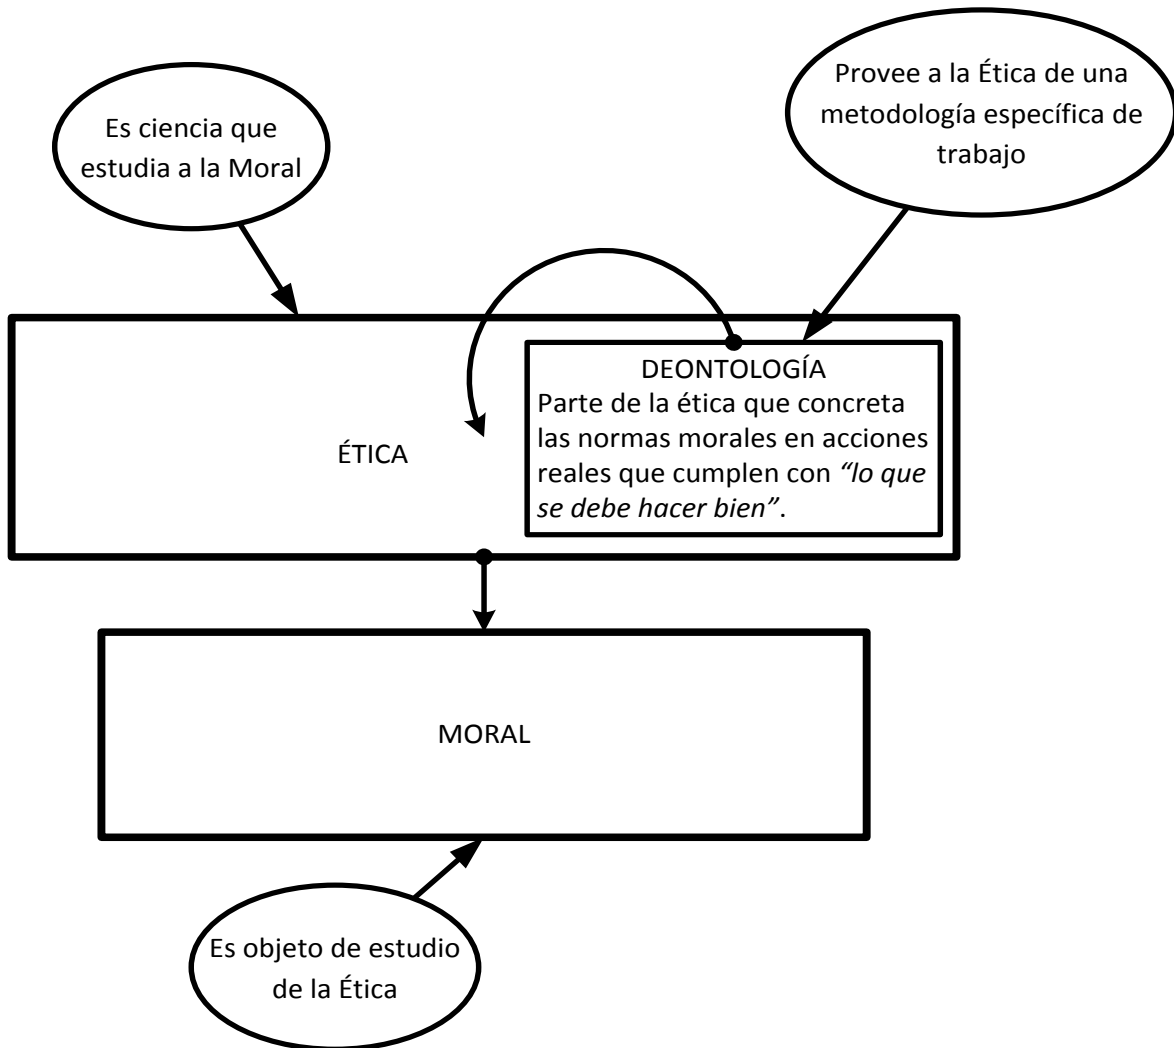 Provee a la Ética de una
metodología específica de
trabajo
Es ciencia que
estudia a la Moral
DEONTOLOGÍA
Parte de la ética que concreta
las normas morales en acciones
reales que cumplen con “lo que
se debe hacer bien”.
ÉTICA
MORAL
Es objeto de estudio
de la Ética